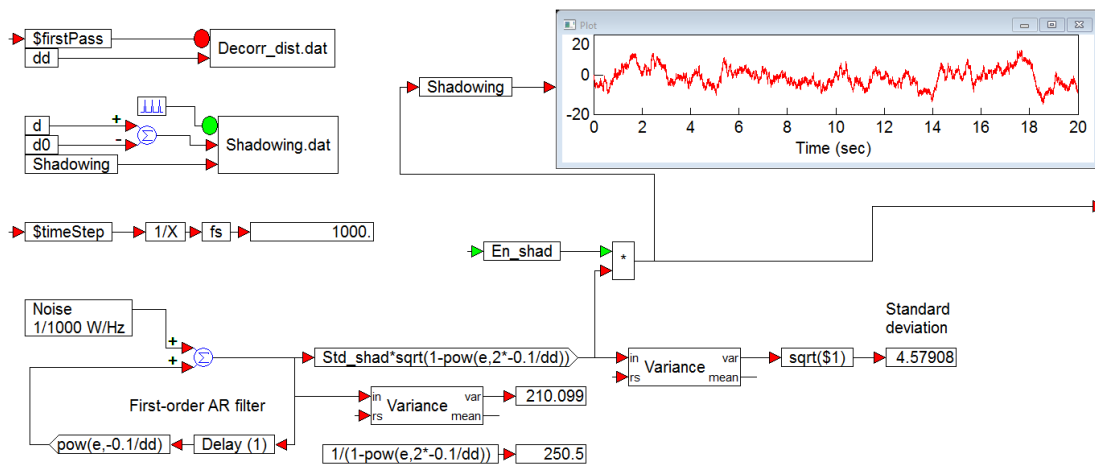 $firstPass
dd
Decorr_dist.dat
d
d0
Shadowing
+
-
Σ
Shadowing.dat
Shadowing
Plot
20
0
-20
0 2 4 6 8 10 12 14 16 18 20
Time (sec)
$timeStep
1/X
fs
1000.
En_shad
*
Noise
1/1000 W/Hz
+
+
Σ
First-order AR filter
pow(e,-0.1/dd)
Delay (1)
Std_shad*sqrt(1-pow(e,2*-0.1/dd))
in
rs
Variance
var
mean
210.099
1/(1-pow(e,2*-0.1/dd))
250.5
in
rs
Variance
var
mean
sqrt($1)
Standard
deviation
4.57908